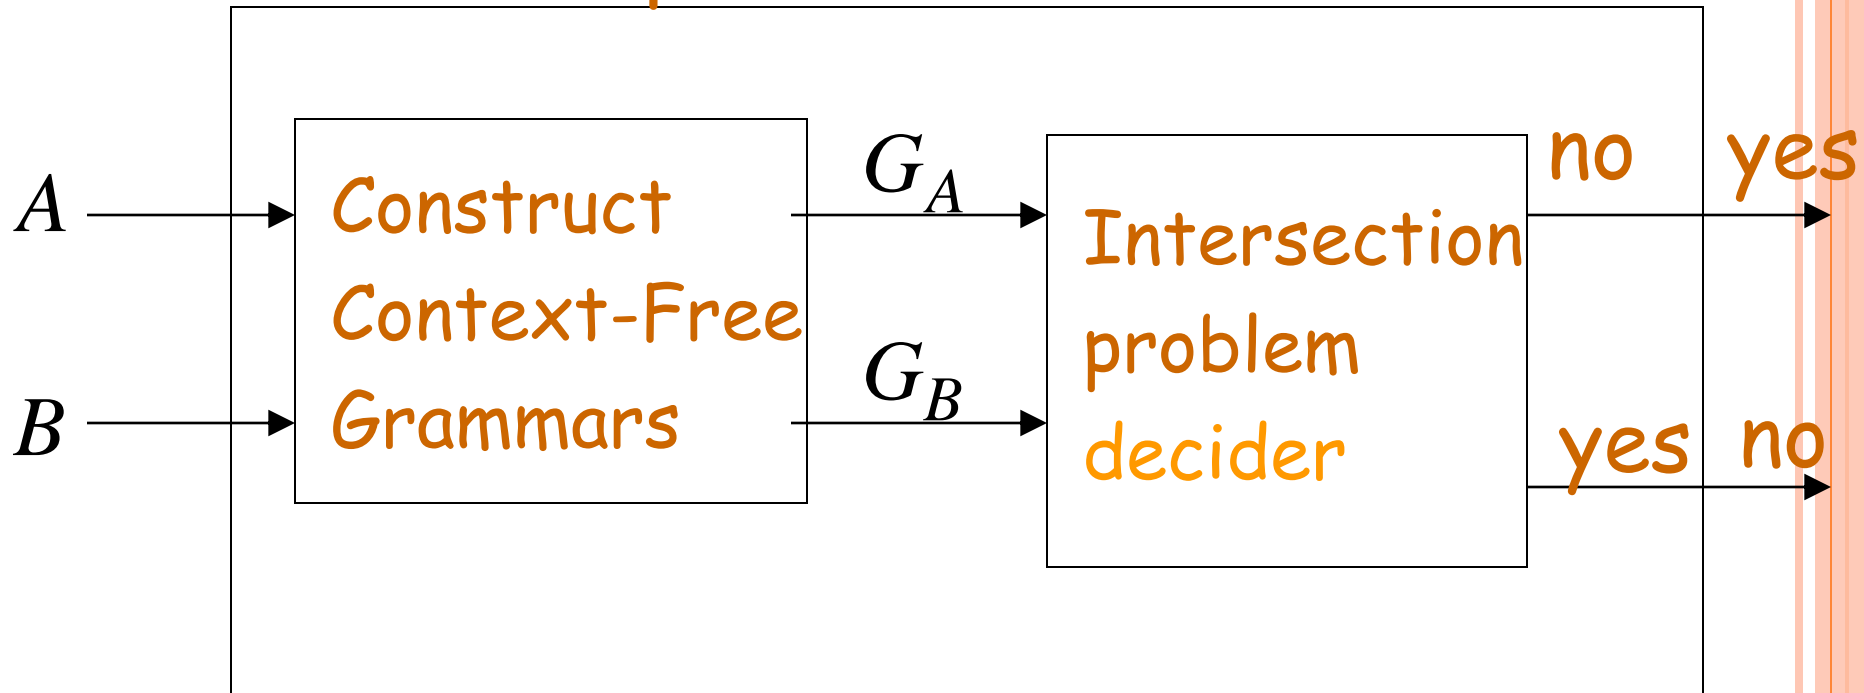 A
B
Construct
Context-Free
Grammars
G_A
G_B
Intersection
problem
decider
no yes
yes no